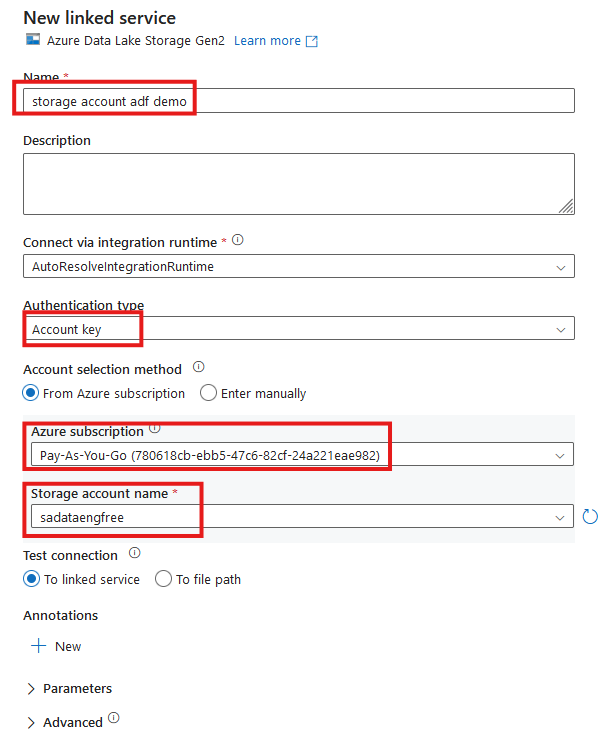 New linked service
Azure Data Lake Storage Gen2 Learn more
Name *
storage account adf demo
Description
Connect via integration runtime *
AutoResolveIntegrationRuntime
Authentication type
Account key
Account selection method
From Azure subscription Enter manually
Azure subscription
Pay-As-You-Go (780618cb-ebb5-47c6-82cf-24a221eae982)
Storage account name *
sadataengfree
Test connection
To linked service To file path
Annotations
New
Parameters
Advanced